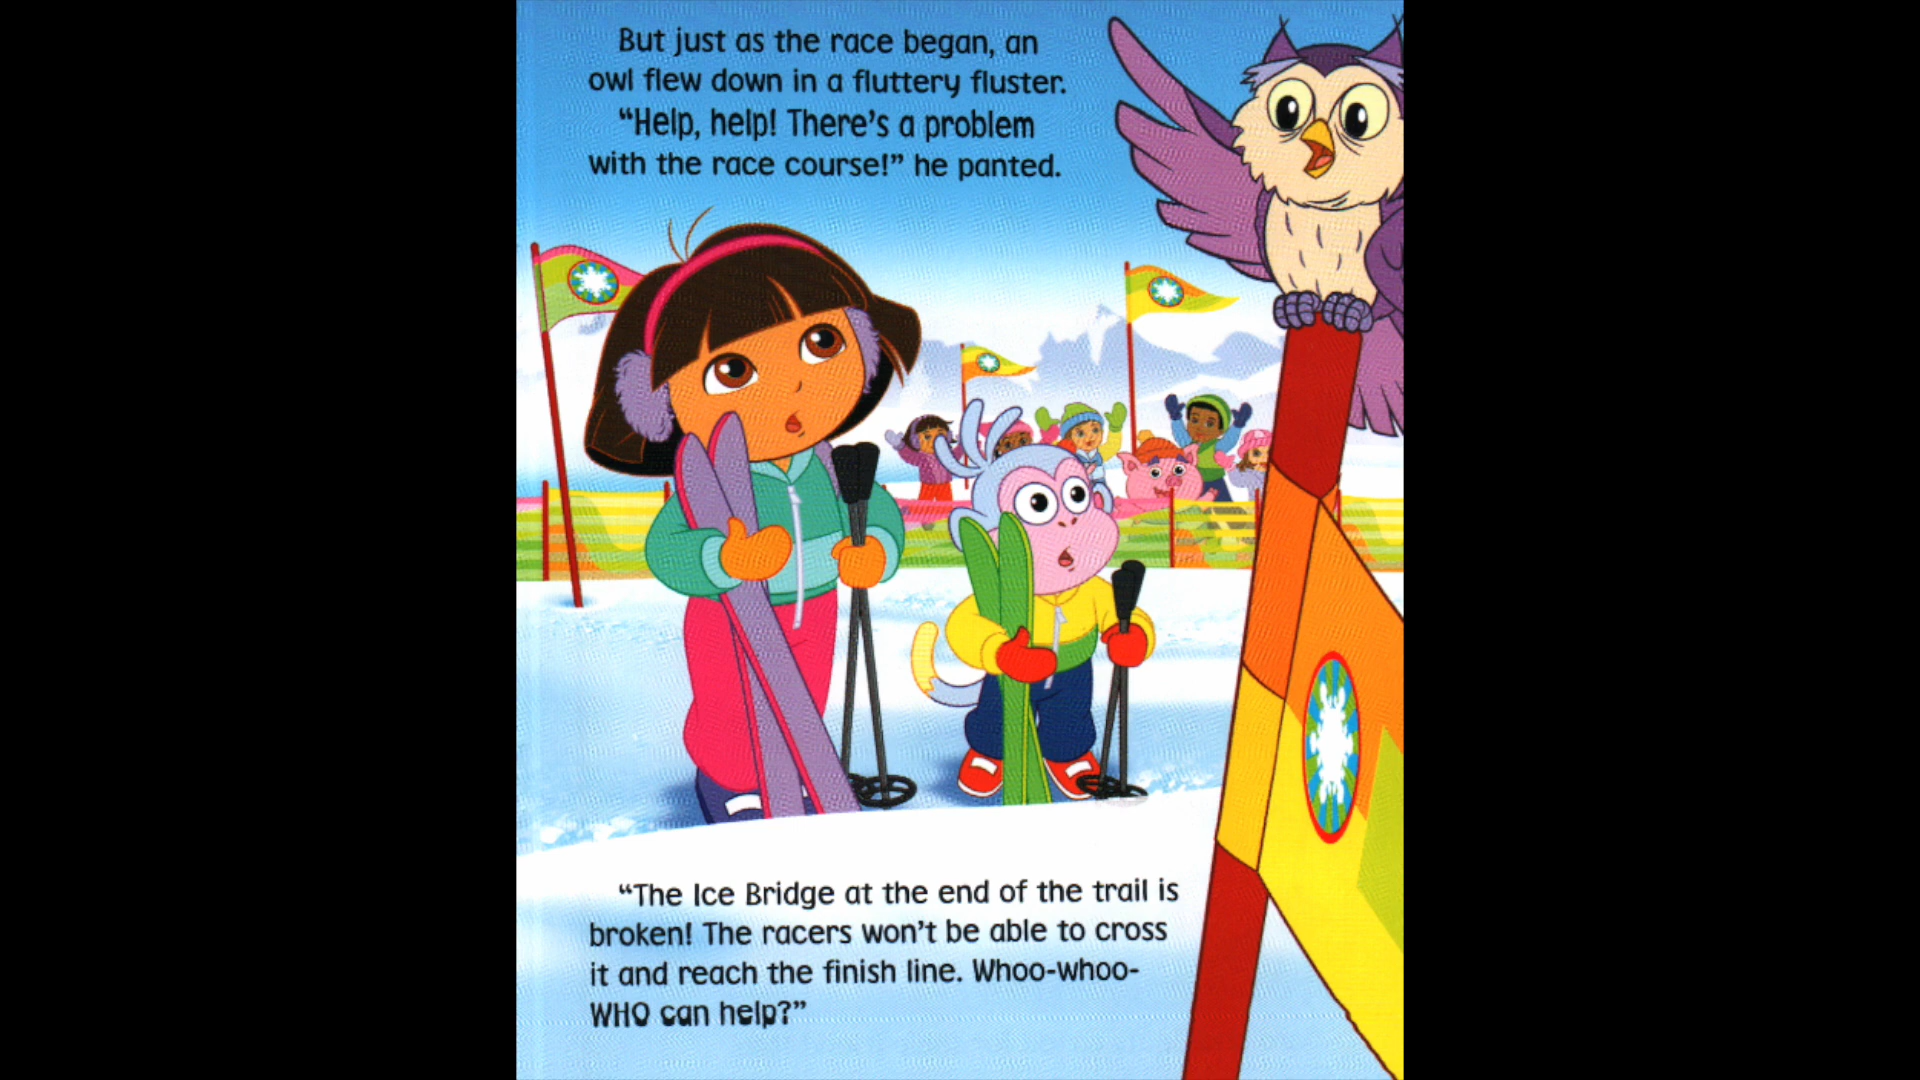 But just as the race began, an
owl flew down in a fluttery fluster.
“Help, help! There’s a problem
with the race course!” he panted.
“The Ice Bridge at the end of the trail is
broken! The racers won’t be able to cross
it and reach the finish line. Whoo-whoo-
WHO can help?”